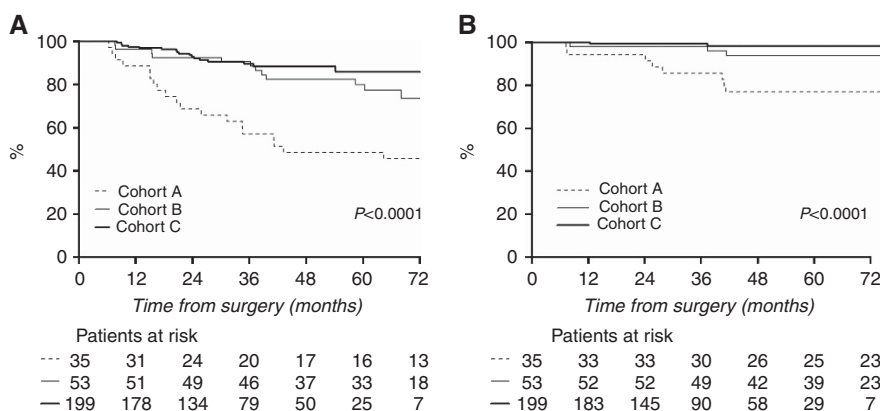 A
100
80
60
40
20
0
%
Cohort A
Cohort B
Cohort C
P<0.0001
0 12 24 36 48 60 72
Time from surgery (months)
Patients at risk
35 31 24 20 17 16 13
53 51 49 46 37 33 18
199 178 134 79 50 25 7
B
100
80
60
40
20
0
%
Cohort A
Cohort B
Cohort C
P<0.0001
0 12 24 36 48 60 72
Time from surgery (months)
Patients at risk
35 33 33 30 26 25 23
53 52 52 49 42 39 23
199 183 145 90 58 29 7